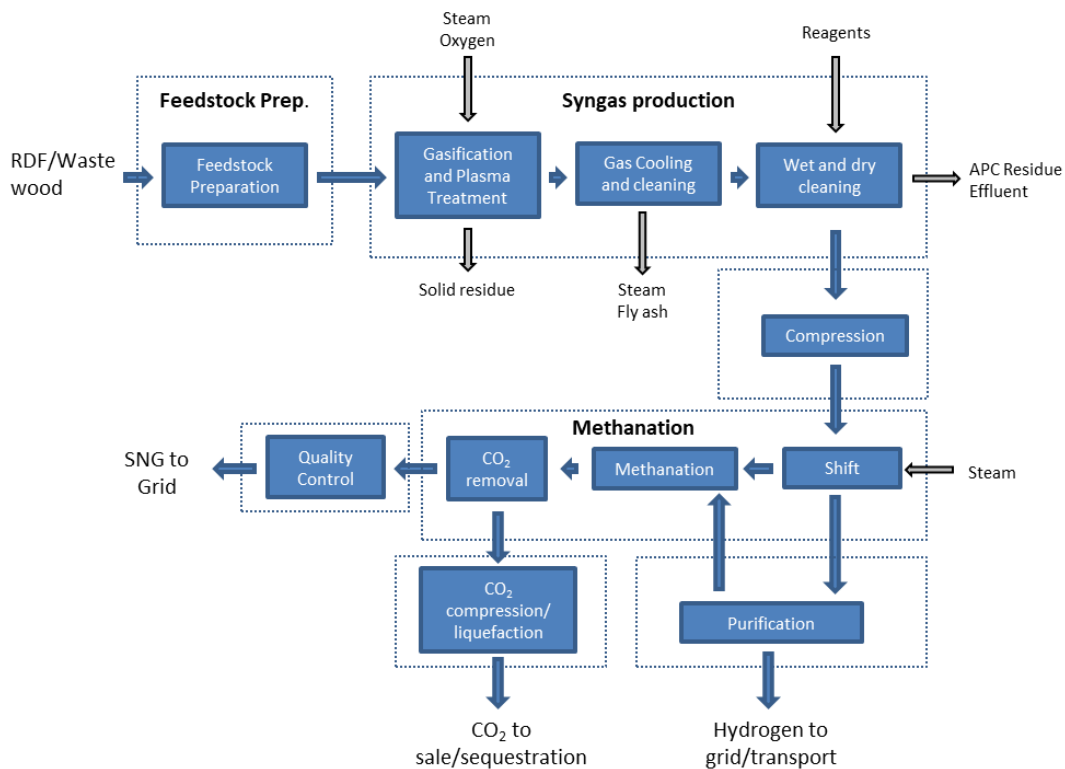 Steam
Oxygen
Reagents
Feedstock Prep.
Syngas production
RDF/Waste
wood
Feedstock
Preparation
Gasification
and Plasma
Treatment
Gas Cooling
and cleaning
Wet and dry
cleaning
APC Residue
Effluent
Solid residue
Steam
Fly ash
Compression
Methanation
SNG to
Grid
Quality
Control
CO₂
removal
Methanation
Shift
Steam
CO₂
compression/
liquefaction
Purification
CO₂ to
sale/sequestration
Hydrogen to
grid/transport